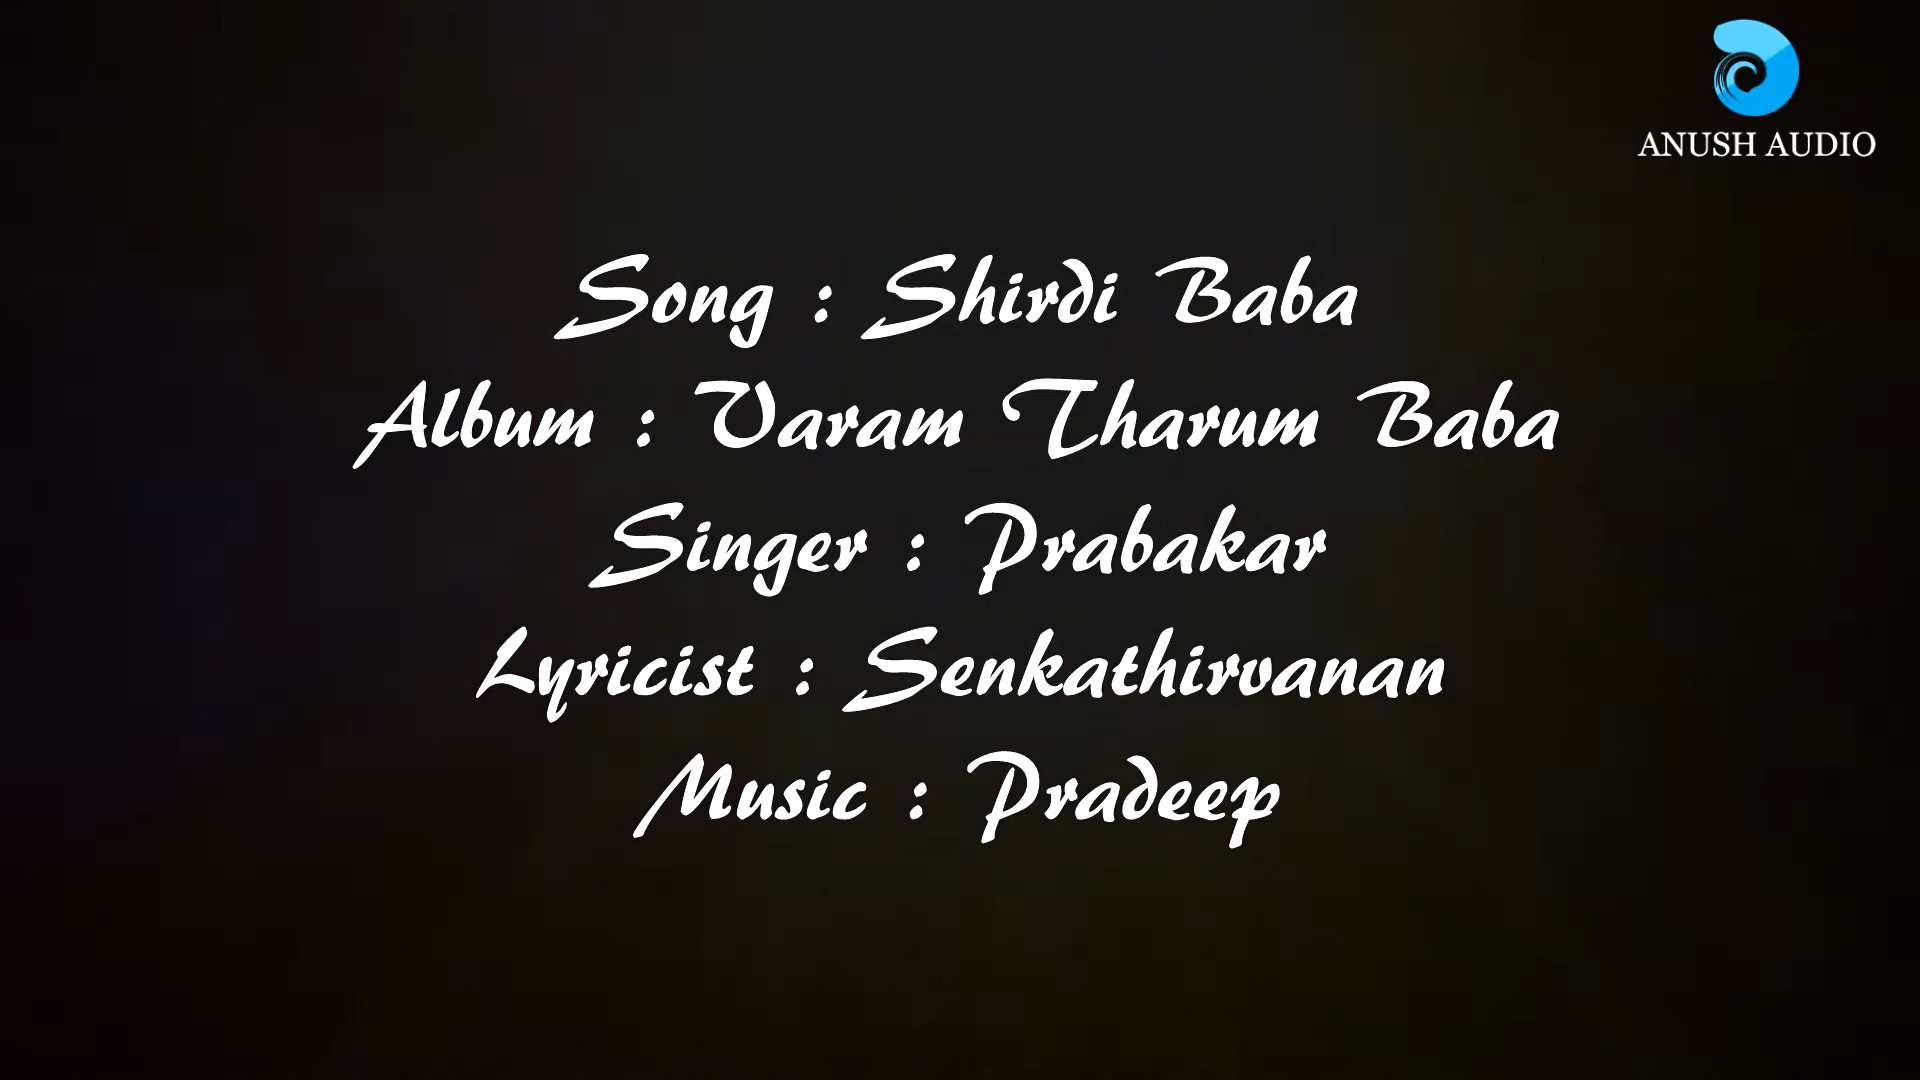 ANUSH AUDIO
Song : Shirdi Baba
Album : Varam Tharum Baba
Singer : Prabakar
Lyricist : Senkathirvanan
Music : Pradeep